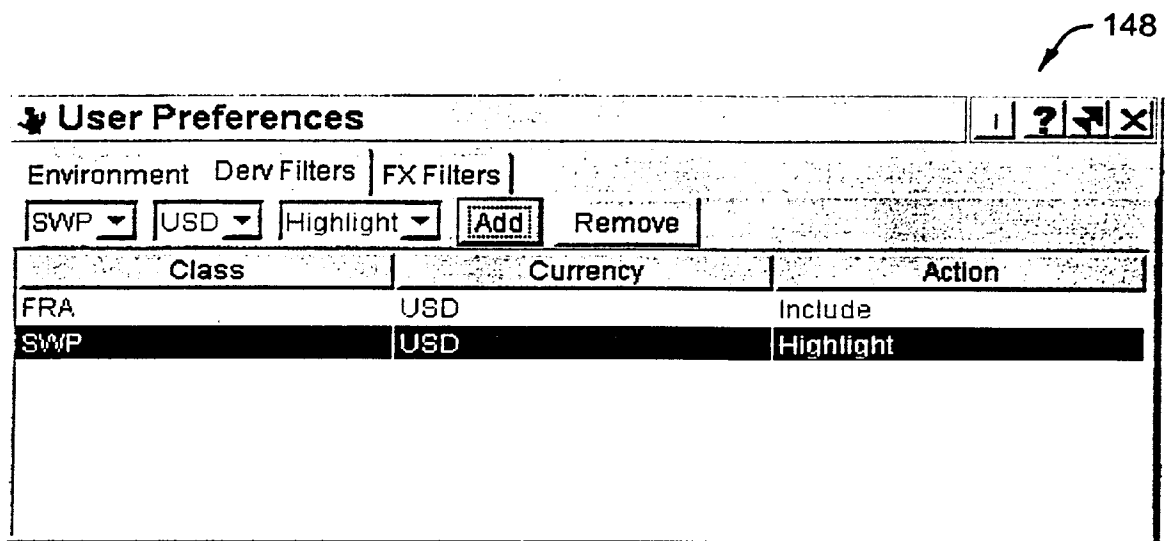 148
User Preferences ?
Environment Derv Filters FX Filters
SWP USD Highlight Add Remove
Class Currency Action
FRA USD Include
SWP USD Highlight